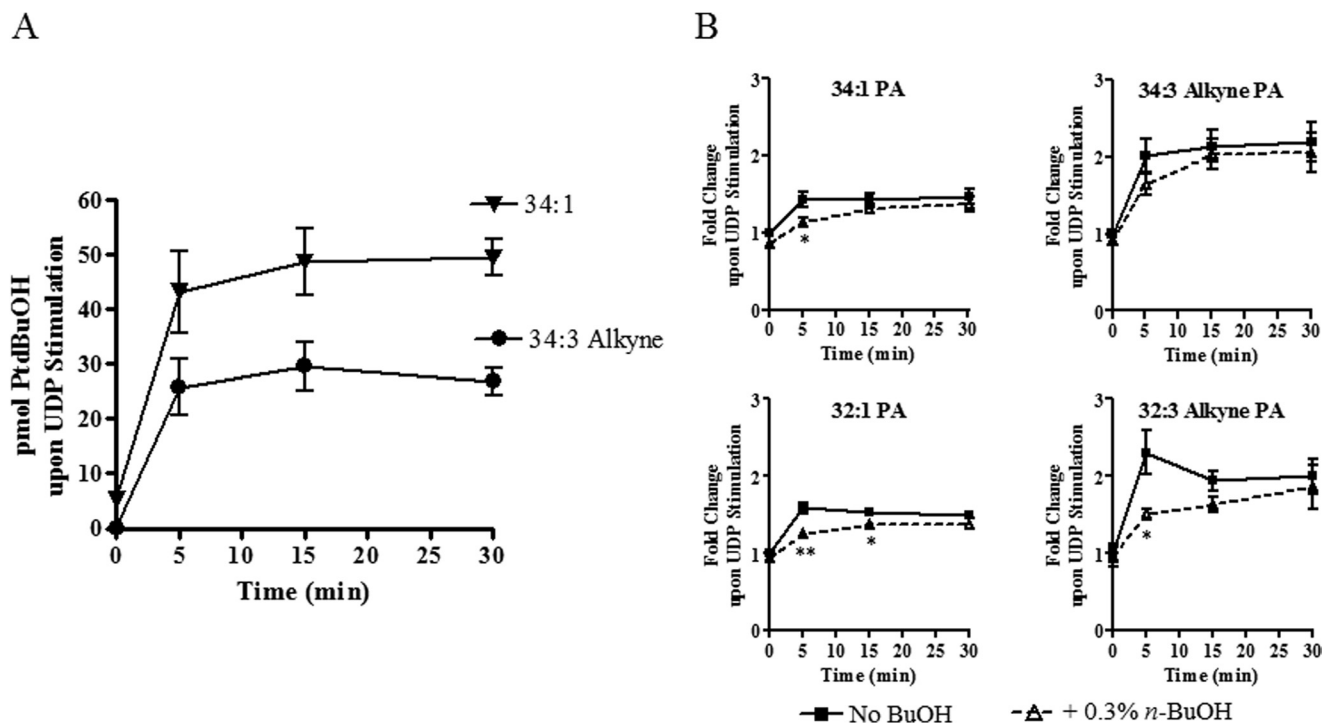 A
pmol PtdBuOH
upon UDP Stimulation
60
50
40
30
20
10
0
34:1
34:3 Alkyne
0 5 10 15 20 25 30
Time (min)
B
Fold Change
upon UDP Stimulation
3
2
1
0
34:1 PA
*
0 5 10 15 20 25 30
Time (min)
Fold Change
upon UDP Stimulation
3
2
1
0
34:3 Alkyne PA
0 5 10 15 20 25 30
Time (min)
Fold Change
upon UDP Stimulation
3
2
1
0
32:1 PA
** *
0 5 10 15 20 25 30
Time (min)
Fold Change
upon UDP Stimulation
3
2
1
0
32:3 Alkyne PA
*
0 5 10 15 20 25 30
Time (min)
No BuOH + 0.3% n-BuOH